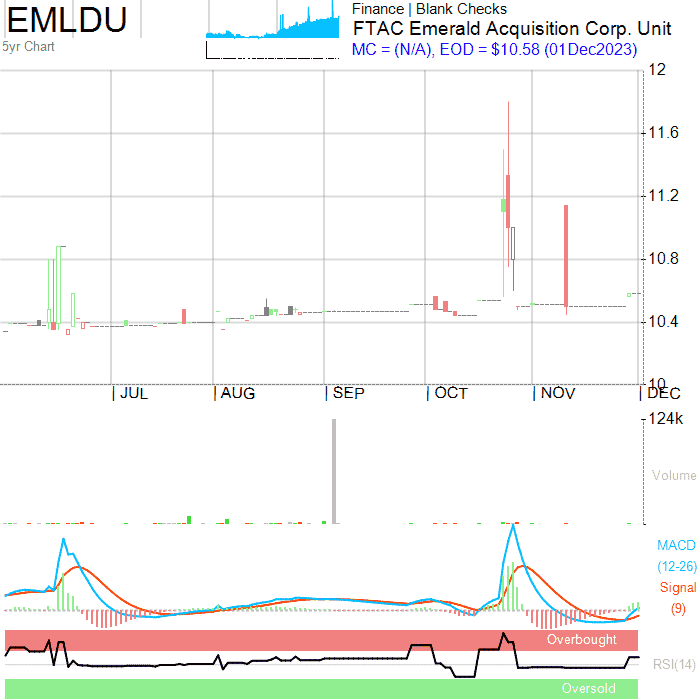 EMLDU
Finance | Blank Checks
FTAC Emerald Acquisition Corp. Unit
5yr Chart
MC = (N/A), EOD = $10.58 (01Dec2023)
12
11.6
11.2
10.8
10.4
10
JUL
AUG
SEP
OCT
NOV
DEC
124k
Volume
MACD
(12-26)
Signal
(9)
Overbought
RSI(14)
Oversold